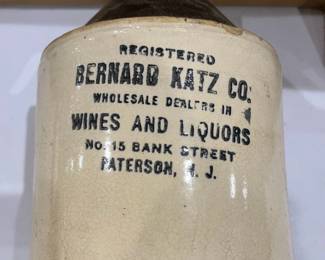 REGISTERED
BERNARD KATZ CO.
WHOLESALE DEALERS IN
WINES AND LIQUORS
No. 15 BANK STREET
PATERSON, N. J.